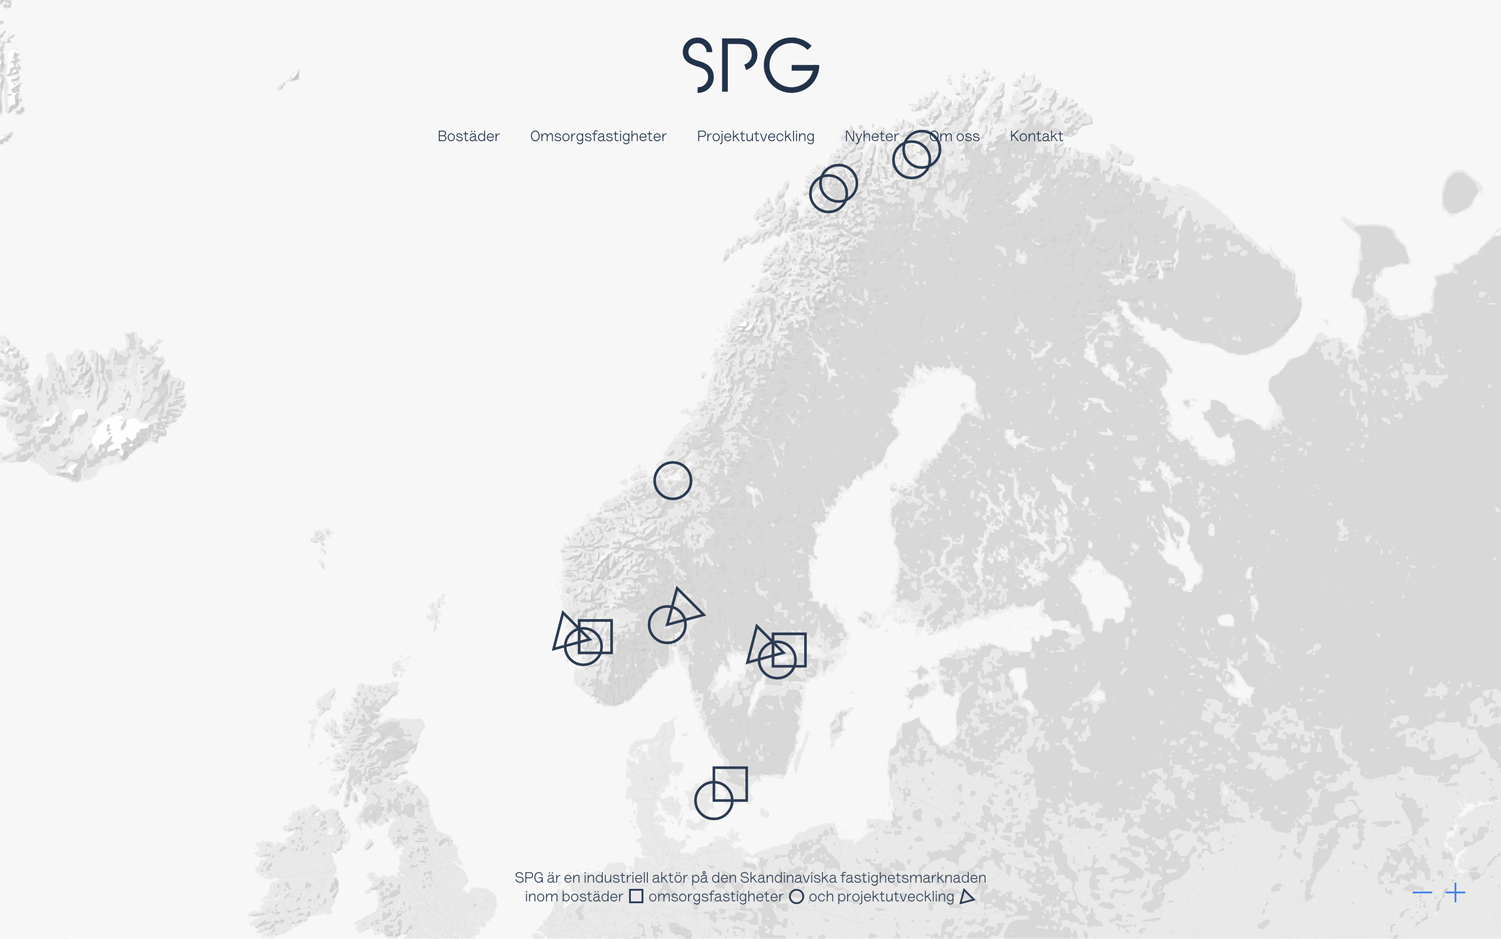 SPG
Bostäder Omsorgsfastigheter Projektutveckling Nyheter Om oss Kontakt
SPG är en industriell aktör på den Skandinaviska fastighetsmarknaden
inom bostäder omsorgsfastigheter och projektutveckling